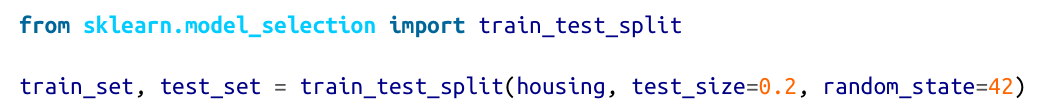 from sklearn.model_selection import train_test_split
train_set, test_set = train_test_split(housing, test_size=0.2, random_state=42)